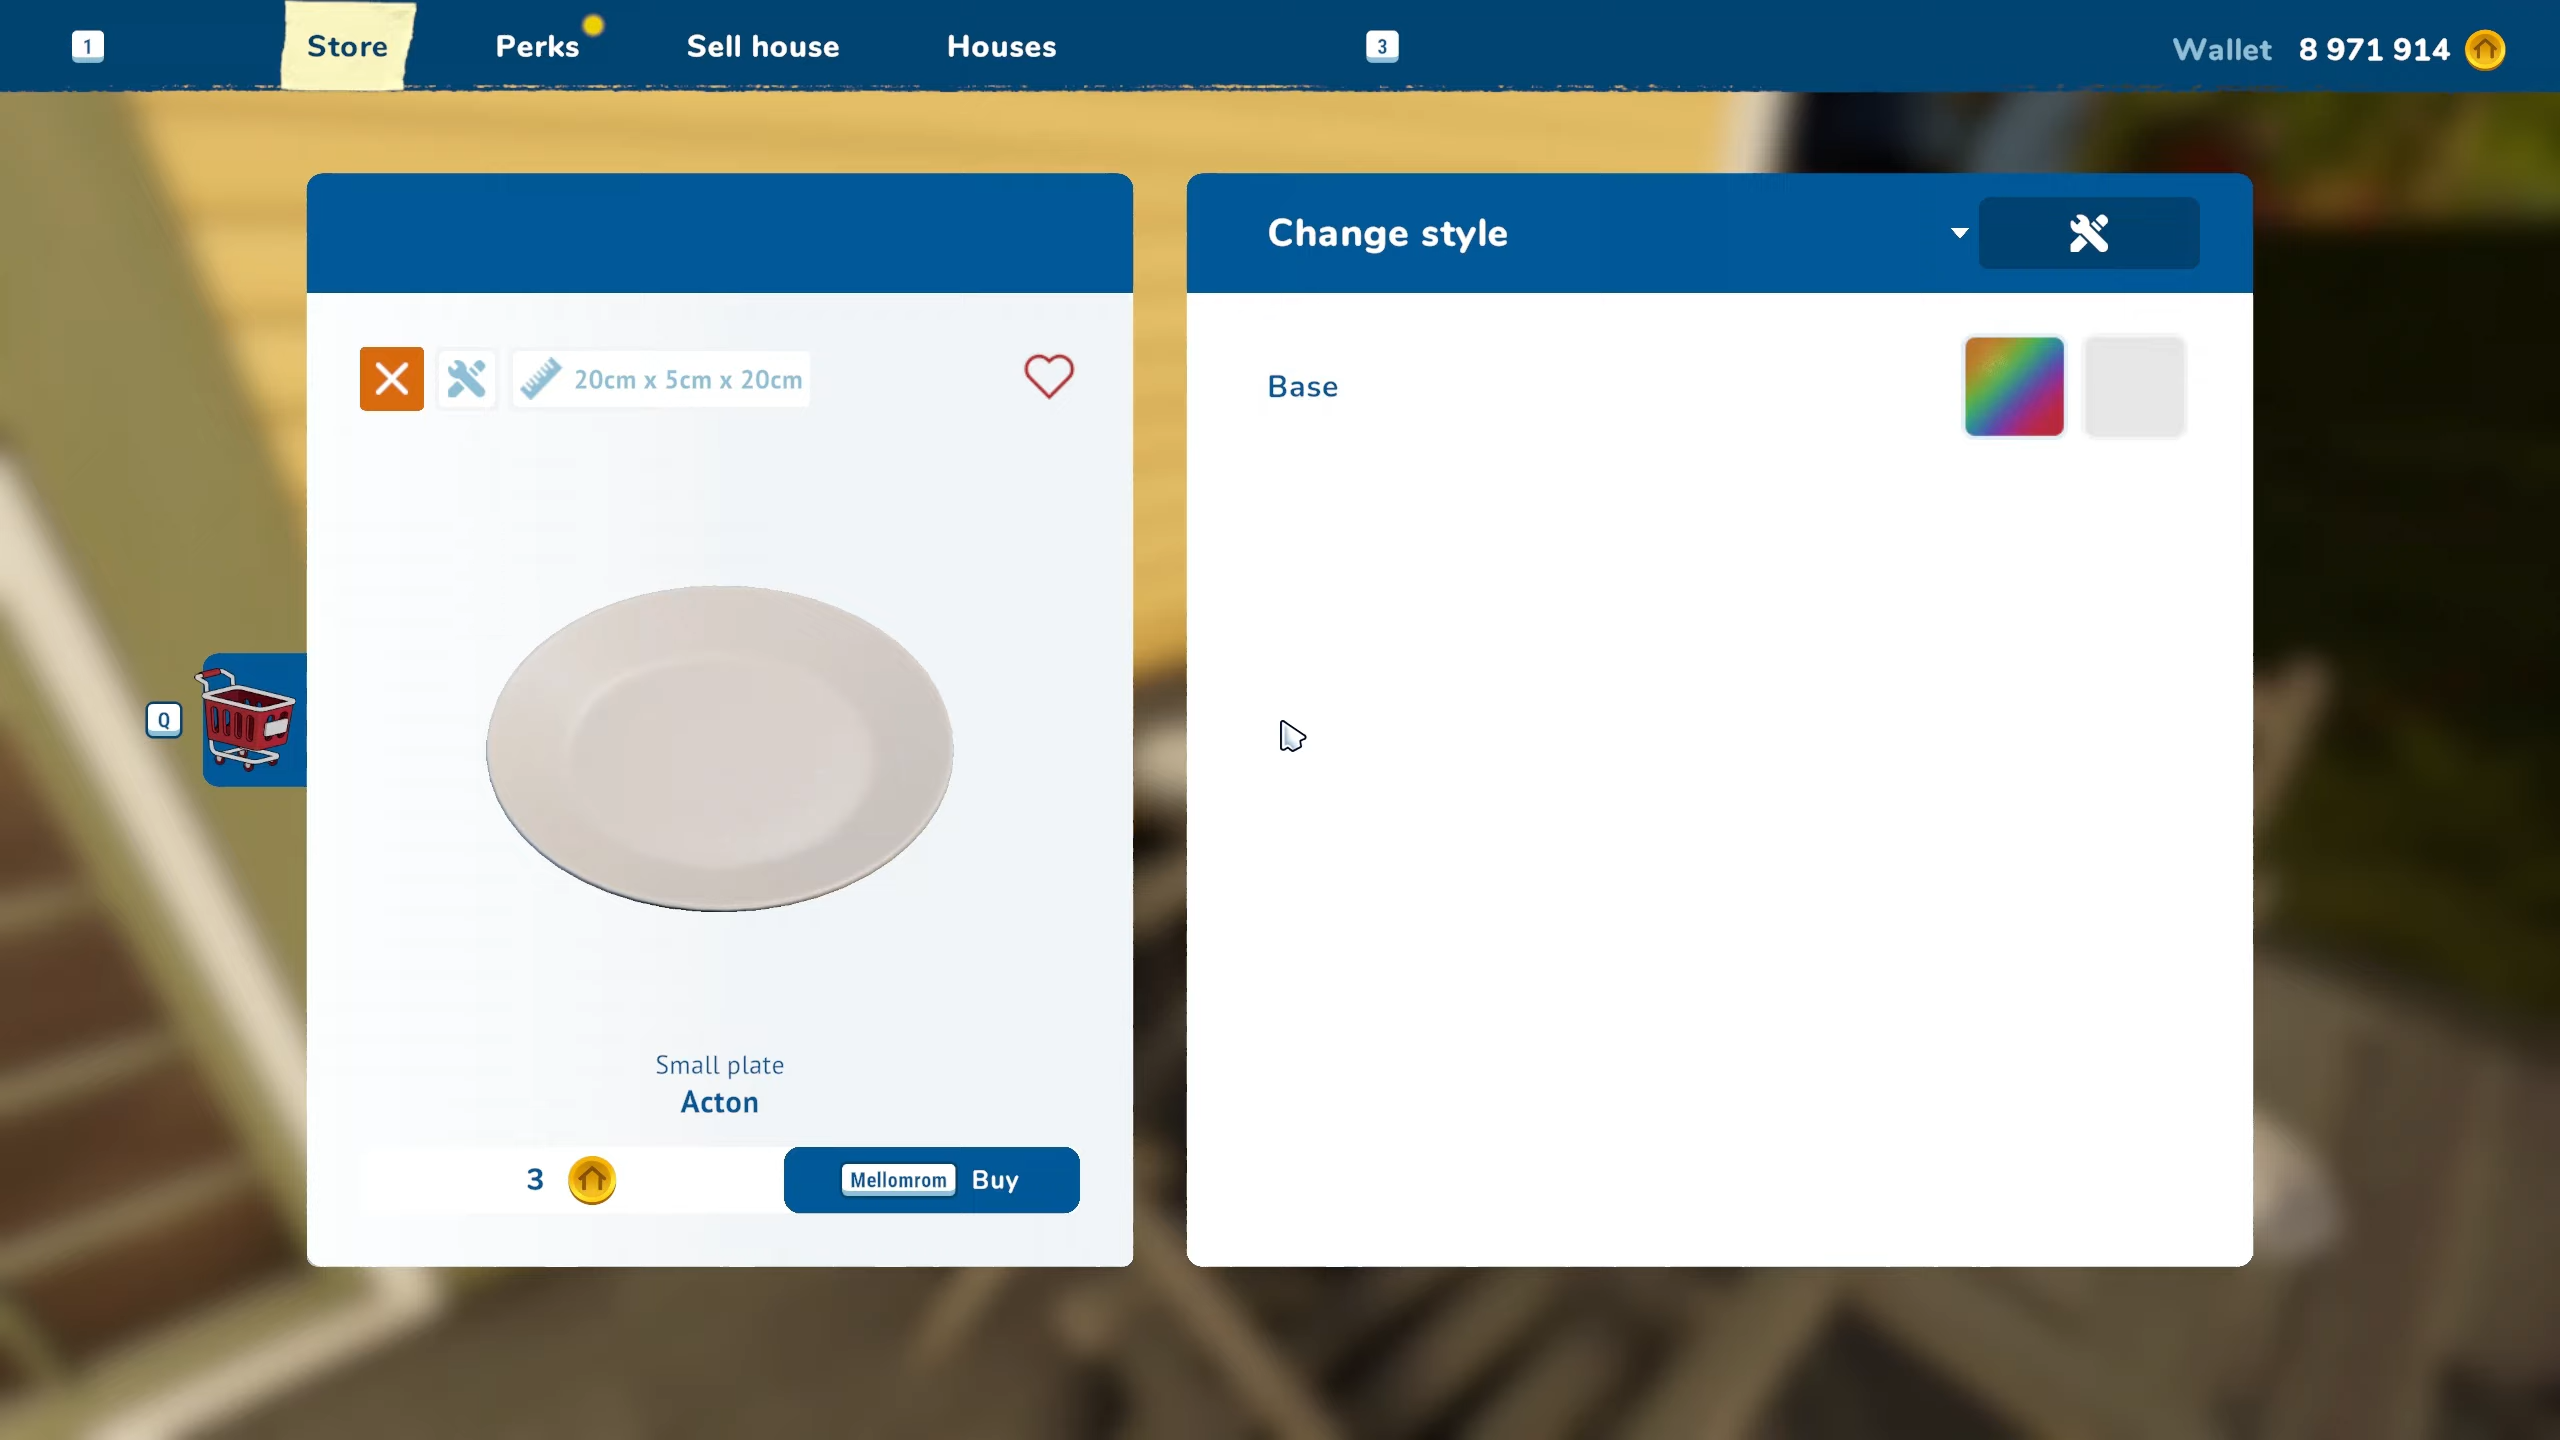 1
Store
Perks
Sell house
Houses
3
Wallet 8 971 914
Change style
20cm x 5cm x 20cm
Base
Q
Small plate
Acton
3
Mellomrom Buy